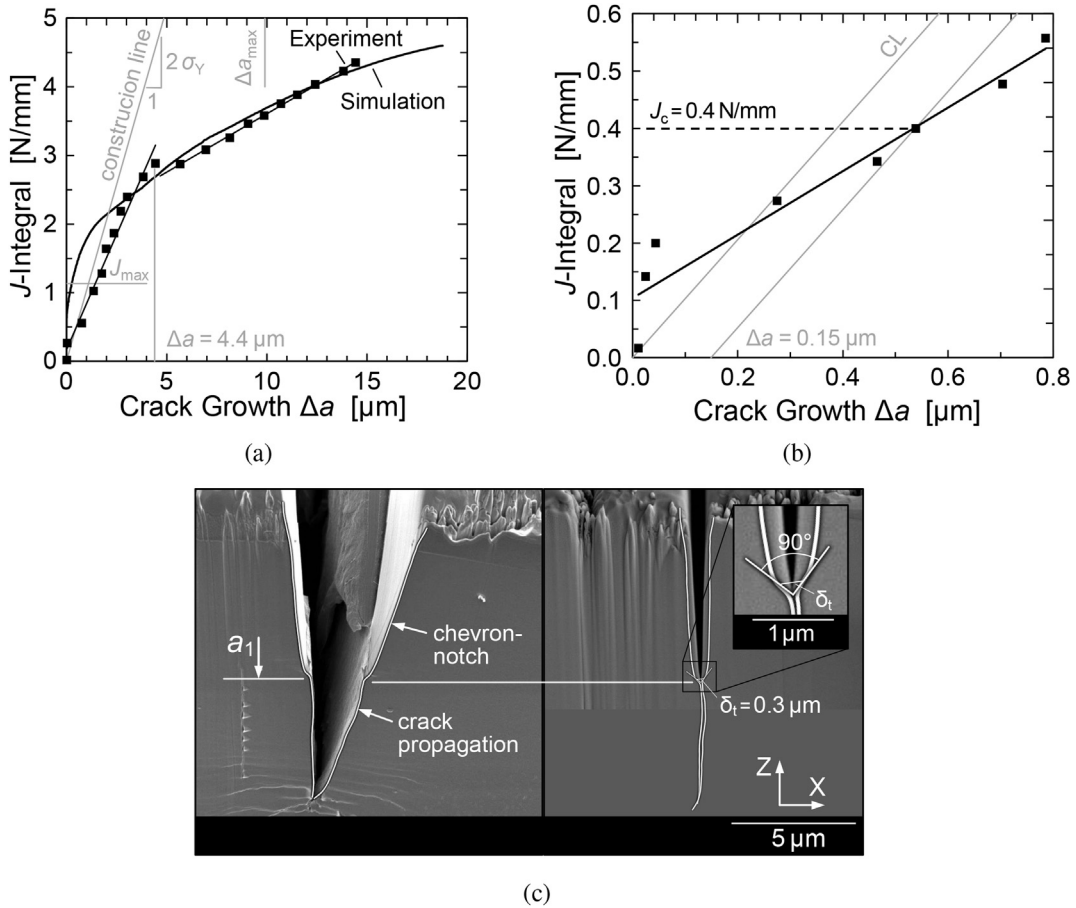 5
4
3
2
1
0
J-Integral [N/mm]
construcion line
2 σY
1
Δamax
Experiment
Simulation
Jmax
Δa = 4.4 µm
0
5
10
15
20
Crack Growth Δa [µm]
(a)
0.6
0.5
0.4
0.3
0.2
0.1
0.0
J-Integral [N/mm]
CL
Jc = 0.4 N/mm
Δa = 0.15 µm
0.0
0.2
0.4
0.6
0.8
Crack Growth Δa [µm]
(b)
a1
chevron-
notch
crack
propagation
90°
δt
1 µm
δt = 0.3 µm
Z
X
5 µm
(c)